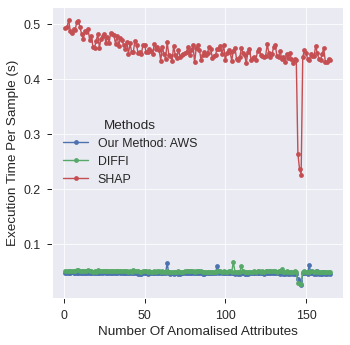 Execution Time Per Sample (s)
0.5
0.4
0.3
0.2
0.1
Methods
Our Method: AWS
DIFFI
SHAP
0
50
100
150
Number Of Anomalised Attributes